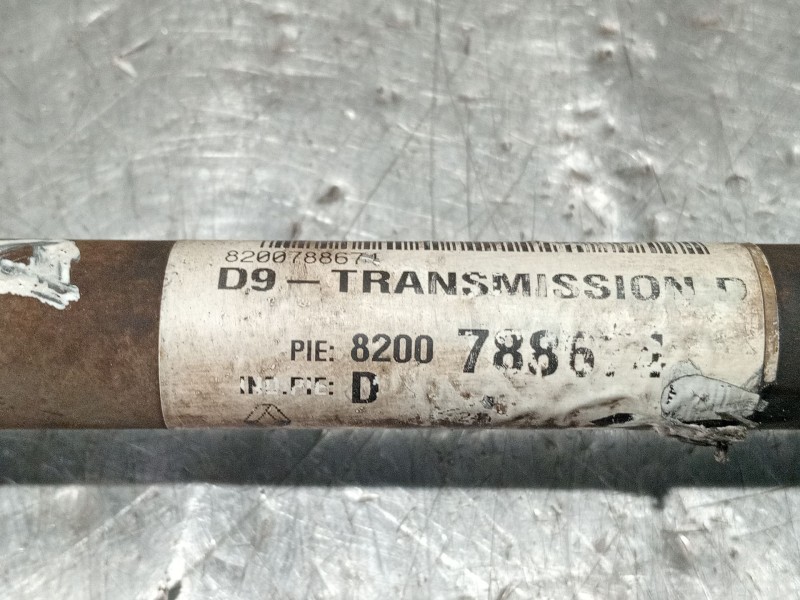 8200788674
D9 - TRANSMISSION D
PIE: 8200 788674
IND.PIE: D